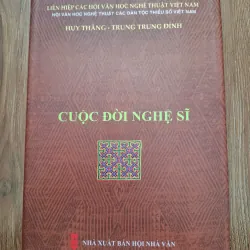 LIÊN HIỆP CÁC HỘI VĂN HỌC NGHỆ THUẬT VIỆT NAM
HỘI VĂN HỌC NGHỆ THUẬT CÁC DÂN TỘC THIỂU SỐ VIỆT NAM
HUY THẮNG - TRUNG TRUNG ĐỈNH
CUỘC ĐỜI NGHỆ SĨ
NHÀ XUẤT BẢN HỘI NHÀ VĂN